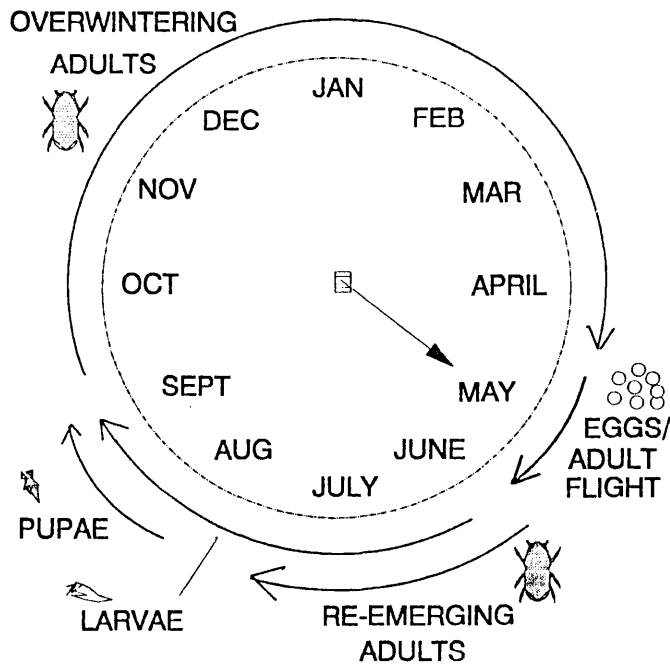 OVERWINTERING
ADULTS
JAN
FEB
MAR
APRIL
MAY
JUNE
JULY
AUG
SEPT
OCT
NOV
DEC
EGGS/
ADULT
FLIGHT
RE-EMERGING
ADULTS
LARVAE
PUPAE